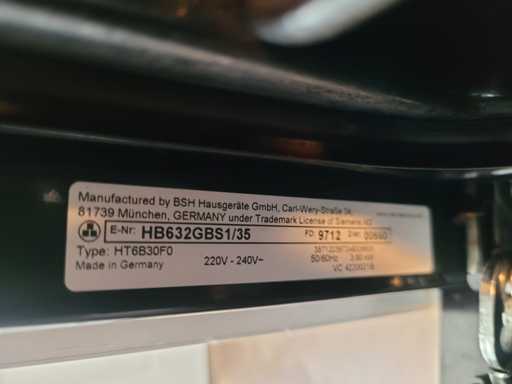 Manufactured by BSH Hausgeräte GmbH, Carl-Wery-Straße 34,
81739 München, GERMANY under Trademark License of Siemens AG
E-Nr: HB632GBS1/35 FD: 9712
Type: HT6B30F0 220V - 240V~ 50/60Hz
Made in Germany